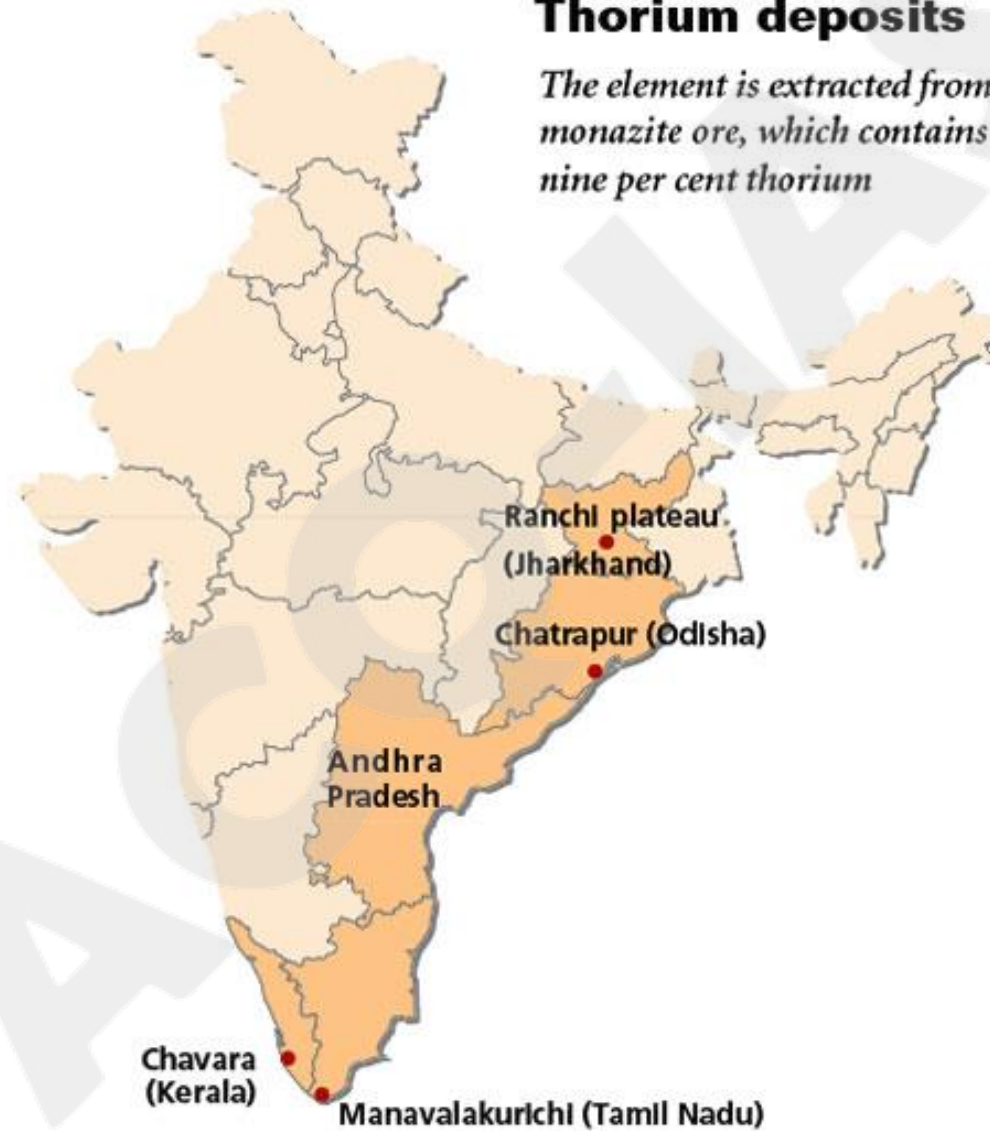 Thorium deposits
The element is extracted from
monazite ore, which contains
nine per cent thorium
Ranchi plateau
(Jharkhand)
Chatrapur (Odisha)
Andhra
Pradesh
Chavara
(Kerala)
Manavalakurichi (Tamil Nadu)